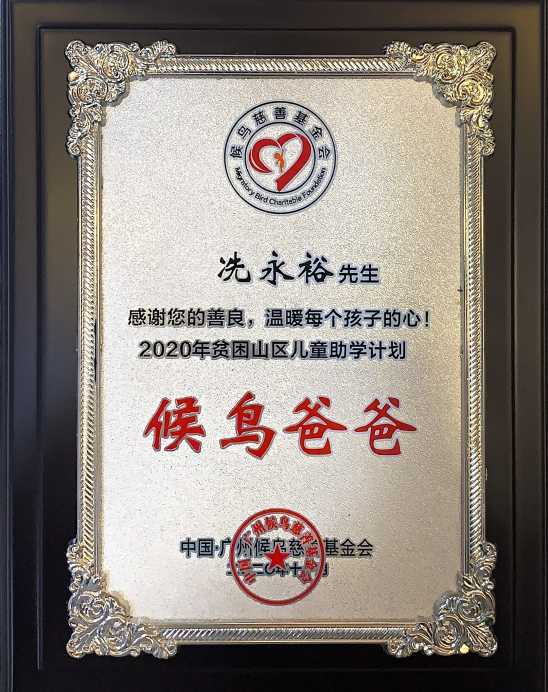 候鸟慈善基金会
Migratory Bird Charitable Foundation
冼永裕先生
感谢您的善良，温暖每个孩子的心！
2020年贫困山区儿童助学计划
候鸟爸爸
中国·广州候鸟慈善基金会